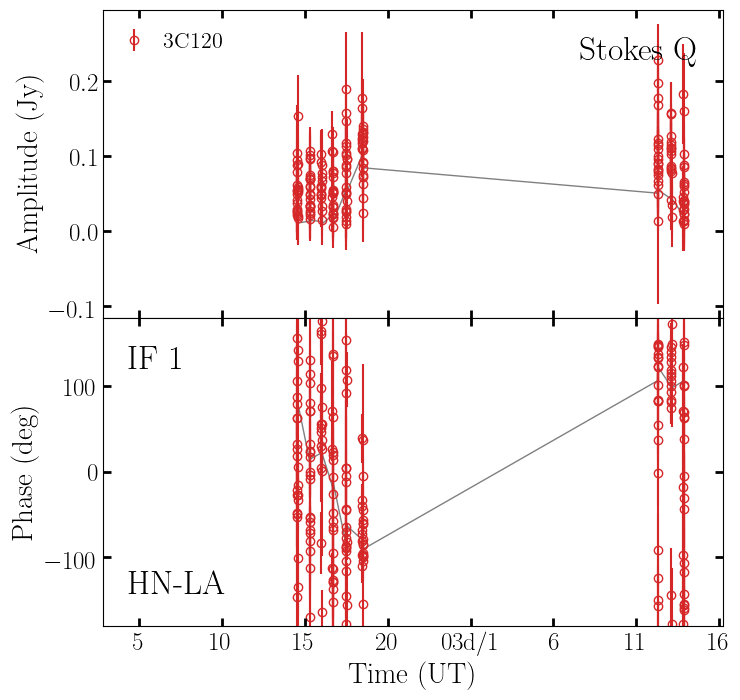 3C120
Stokes Q
Amplitude (Jy)
0.2
0.1
0.0
−0.1
IF 1
Phase (deg)
100
0
−100
HN-LA
5 10 15 20 03d/1 6 11 16
Time (UT)